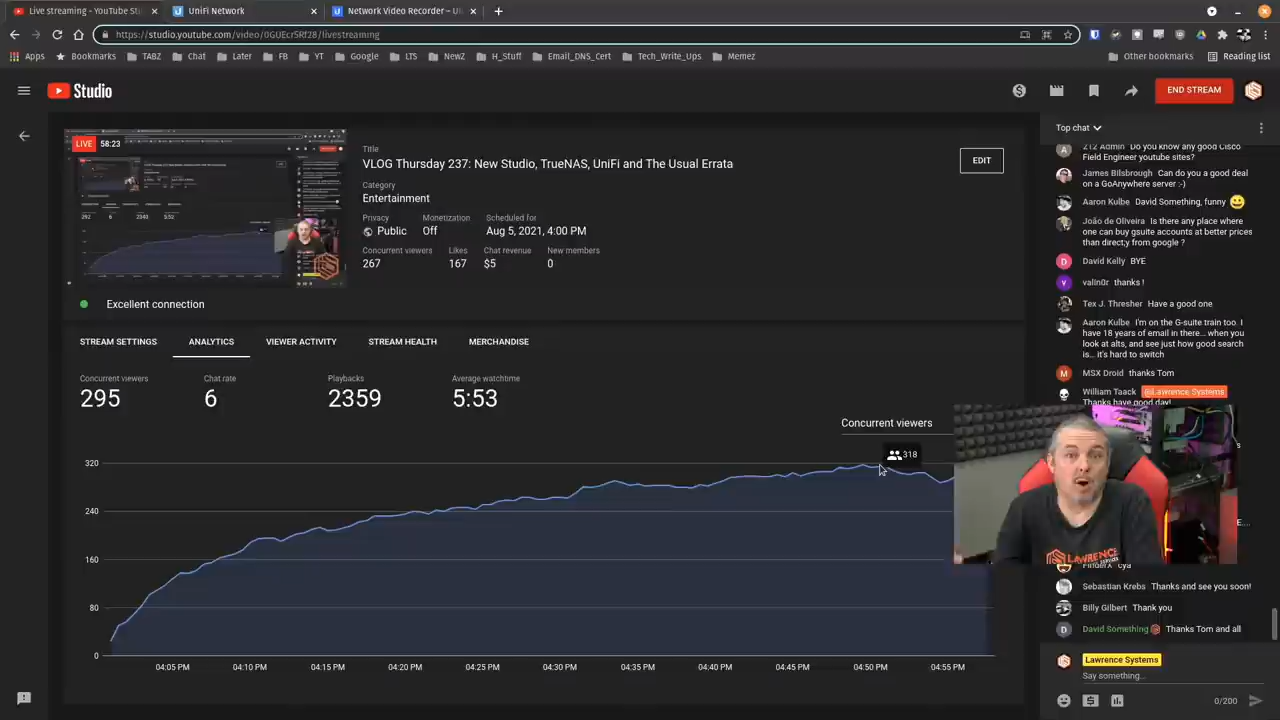 Live streaming - YouTube St
UniFi Network
Network Video Recorder – U
https://studio.youtube.com/video/0GUEcrSRf28/livestreaming
Apps
Bookmarks
TABZ
Chat
Later
FB
YT
Google
LTS
NewZ
H_Stuff
Email_DNS_Cert
Tech_Write_Ups
Memez
Other bookmarks
Reading list
Studio
END STREAM
LIVE 58:23
Title
VLOG Thursday 237: New Studio, TrueNAS, UniFi and The Usual Errata
EDIT
Category
Entertainment
Privacy
Public
Monetization
Off
Scheduled for
Aug 5, 2021, 4:00 PM
Concurrent viewers
267
Likes
167
Chat revenue
$5
New members
0
Excellent connection
STREAM SETTINGS
ANALYTICS
VIEWER ACTIVITY
STREAM HEALTH
MERCHANDISE
Concurrent viewers
295
Chat rate
6
Playbacks
2359
Average watchtime
5:53
Concurrent viewers
318
320
240
160
80
0
04:05 PM
04:10 PM
04:15 PM
04:20 PM
04:25 PM
04:30 PM
04:35 PM
04:40 PM
04:45 PM
04:50 PM
04:55 PM
Top chat
Admin Do you know any good Cisco
Field Engineer youtube sites?
James Bilsbrough Can do you a good deal
on a GoAnywhere server :-)
Aaron Kulbe David Something, funny
João de Oliveira Is there any place where
one can buy gsuite accounts at better prices
than direct;y from google ?
David Kelly BYE
valin0r thanks !
Tex J. Thresher Have a good one
Aaron Kulbe I'm on the G-suite train too. I
have 18 years of email in there... when you
look at alts, and see just how good search
is... it's hard to switch
MSX Droid thanks Tom
William Taack @Lawrence Systems
Thanks have good day!
LAWRENCE
SYSTEMS
FinderX cya
Sebastian Krebs Thanks and see you soon!
Billy Gilbert Thank you
David Something Thanks Tom and all
Lawrence Systems
Say something...
0/200